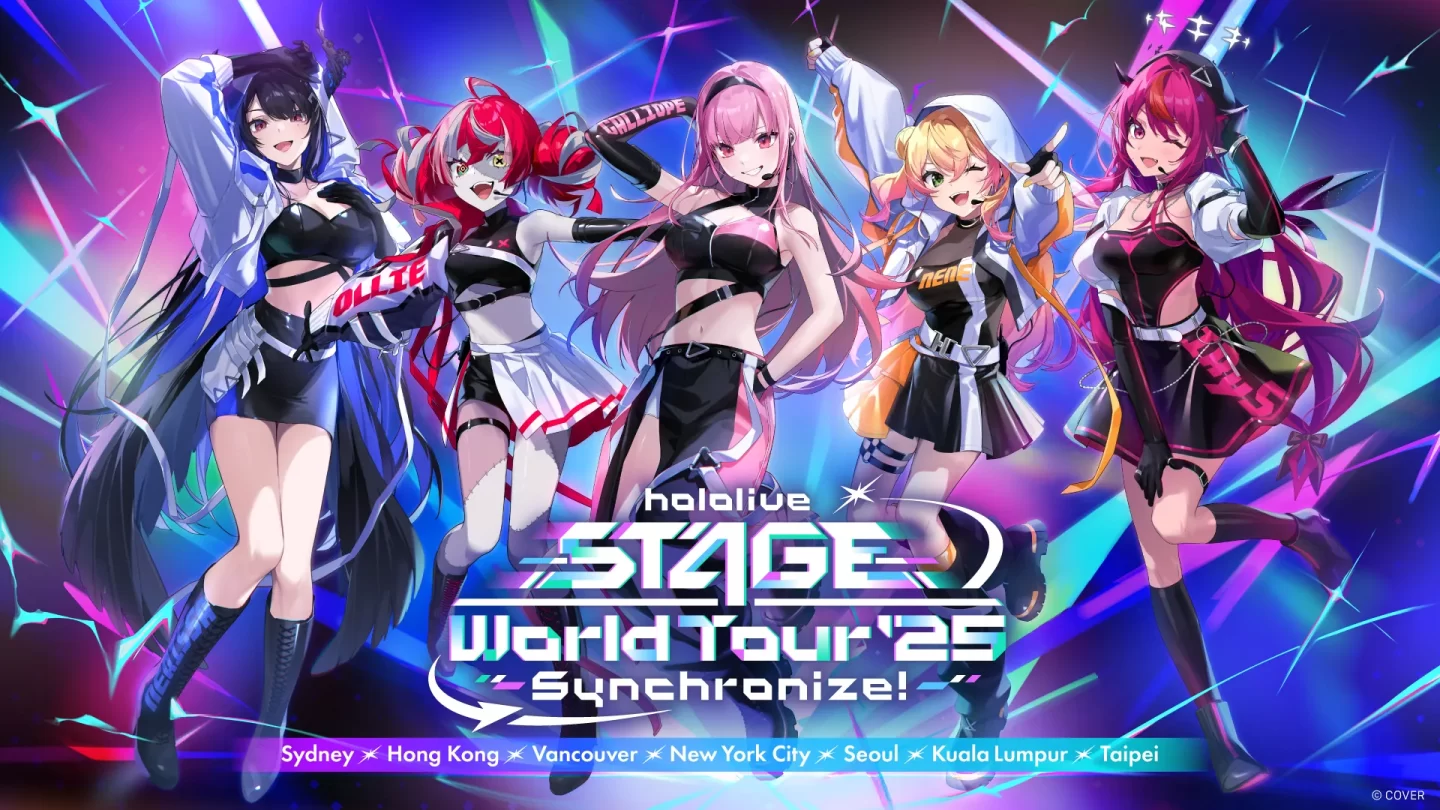 CALLIOPE
OLLIE
NENE
IRyS
hololive
STAGE
World Tour '25
Synchronize!
Sydney Hong Kong Vancouver New York City Seoul Kuala Lumpur Taipei
© COVER